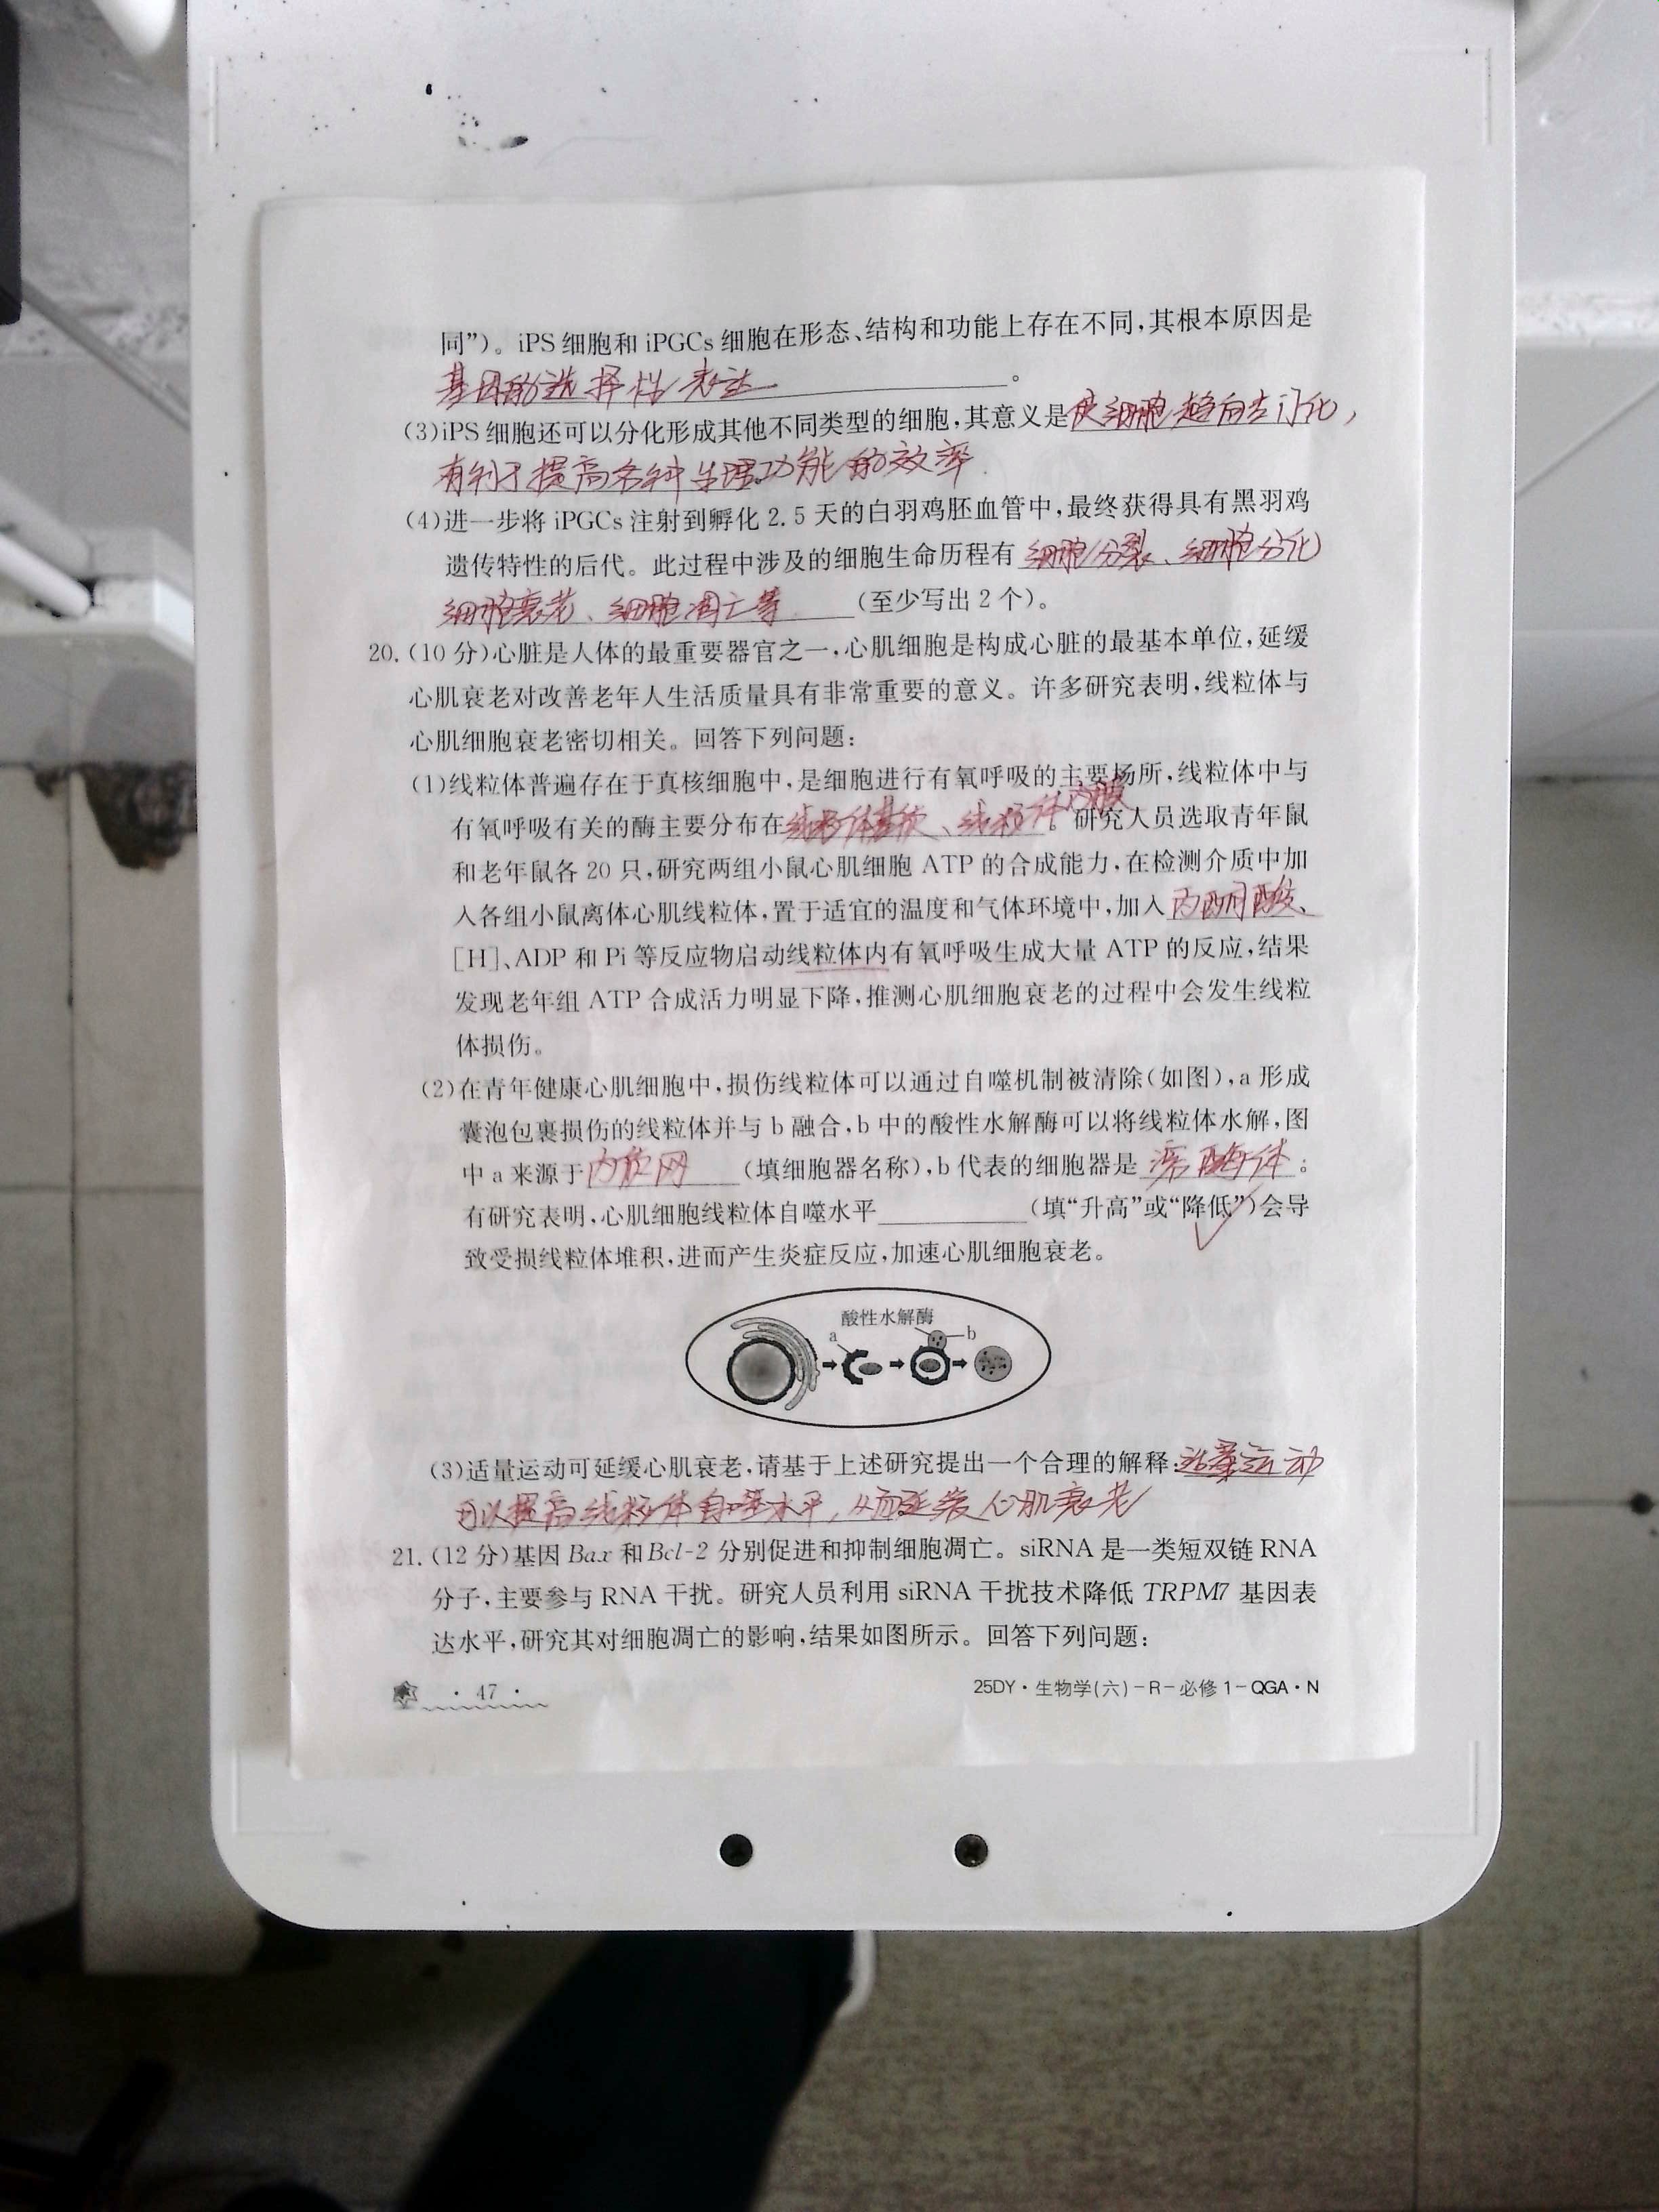 同”)。iPS 细胞和 iPGCs 细胞在形态、结构和功能上存在不同,其根本原因是
基因的选择性表达。
(3)iPS 细胞还可以分化形成其他不同类型的细胞,其意义是使细胞趋向专门化,
有利于提高各种生理功能的效率.
(4)进一步将 iPGCs 注射到孵化 2.5 天的白羽鸡胚血管中,最终获得具有黑羽鸡
遗传特性的后代。此过程中涉及的细胞生命历程有 细胞分裂、细胞分化
细胞衰老、细胞凋亡等 (至少写出 2 个)。
20.(10 分)心脏是人体的最重要器官之一,心肌细胞是构成心脏的最基本单位,延缓
心肌衰老对改善老年人生活质量具有非常重要的意义。许多研究表明,线粒体与
心肌细胞衰老密切相关。回答下列问题:
(1)线粒体普遍存在于真核细胞中,是细胞进行有氧呼吸的主要场所,线粒体中与
有氧呼吸有关的酶主要分布在线粒体基质、线粒体内膜。研究人员选取青年鼠
和老年鼠各 20 只,研究两组小鼠心肌细胞 ATP 的合成能力,在检测介质中加
入各组小鼠离体心肌线粒体,置于适宜的温度和气体环境中,加入 丙酮酸、
[H]、ADP 和 Pi 等反应物启动线粒体内有氧呼吸生成大量 ATP 的反应,结果
发现老年组 ATP 合成活力明显下降,推测心肌细胞衰老的过程中会发生线粒
体损伤。
(2)在青年健康心肌细胞中,损伤线粒体可以通过自噬机制被清除(如图),a 形成
囊泡包裹损伤的线粒体并与 b 融合,b 中的酸性水解酶可以将线粒体水解,图
中 a 来源于内质网 (填细胞器名称),b 代表的细胞器是 溶酶体;
有研究表明,心肌细胞线粒体自噬水平 (填“升高”或“降低”)会导
致受损线粒体堆积,进而产生炎症反应,加速心肌细胞衰老。
酸性水解酶
a b
(3)适量运动可延缓心肌衰老,请基于上述研究提出一个合理的解释:适量运动
可以提高线粒体自噬水平,从而延缓心肌衰老
21.(12 分)基因 Bax 和 Bcl-2 分别促进和抑制细胞凋亡。siRNA 是一类短双链 RNA
分子,主要参与 RNA 干扰。研究人员利用 siRNA 干扰技术降低 TRPM7 基因表
达水平,研究其对细胞凋亡的影响,结果如图所示。回答下列问题:
· 47 ·
25DY·生物学(六)-R-必修 1-QGA·N